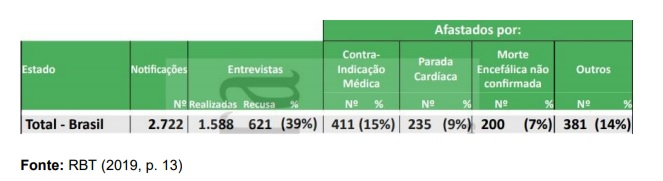 Afastados por:
Estado Notificações Entrevistas Contra-Indicação Médica Parada Cardíaca Morte Encefálica não confirmada Outros
Nº Realizadas Recusa % Nº % Nº % Nº % Nº %
Total - Brasil 2.722 1.588 621 (39%) 411 (15%) 235 (9%) 200 (7%) 381 (14%)
Fonte: RBT (2019, p. 13)